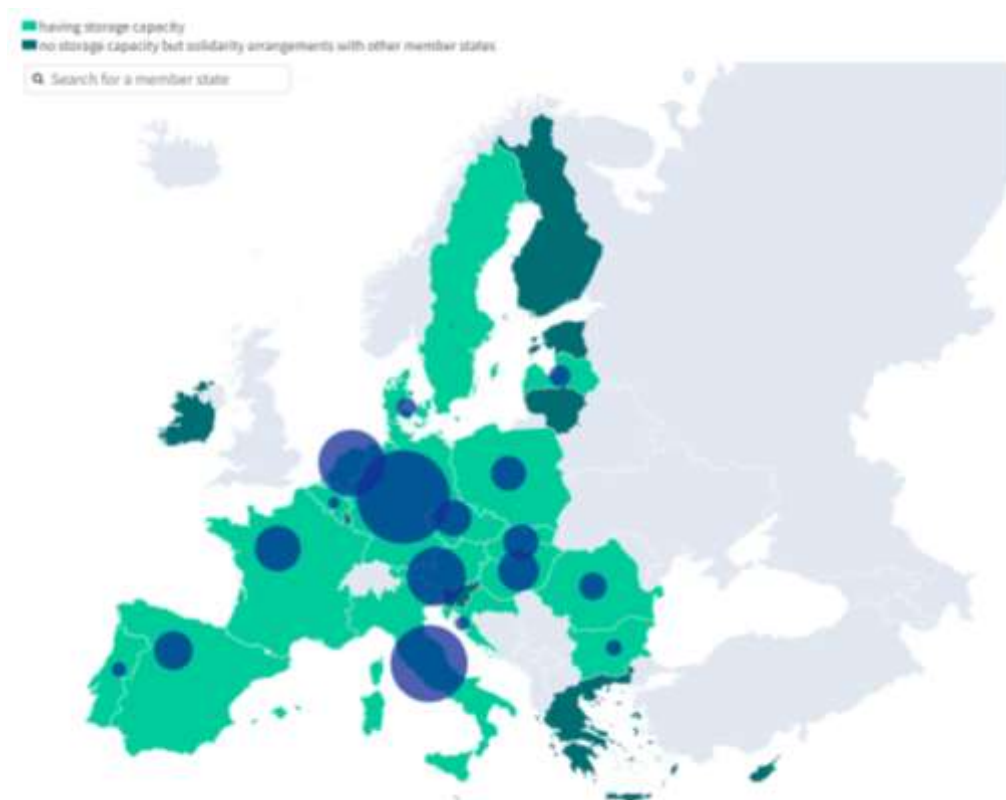 having storage capacity
no storage capacity but solidarity arrangements with other member states
Search for a member state